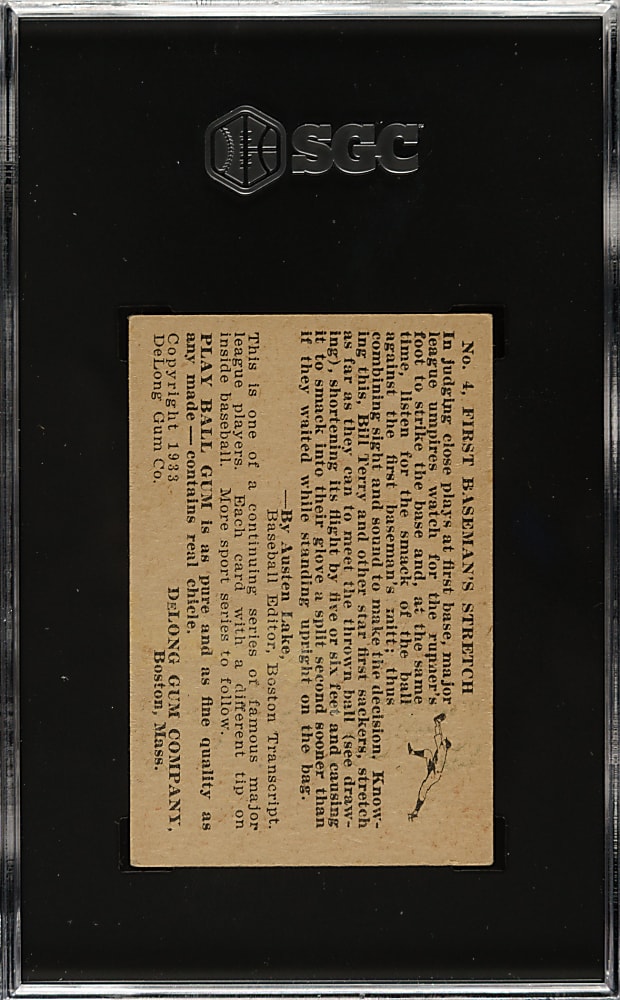 SGC
No. 4, FIRST BASEMAN'S STRETCH
In judging close plays at first base, major
league umpires watch for the runner's
foot to strike the base and, at the same
time, listen for the smack of the ball
against the first baseman's mitt; thus
combining sight and sound to make the decision. Know-
ing this, Bill Terry and other star first sackers, stretch
as far as they can to meet the thrown ball (see draw-
ing), shortening its flight by five or six feet and causing
it to smack into their glove a split second sooner than
if they waited while standing upright on the bag.
—By Austen Lake,
Baseball Editor, Boston Transcript.
This is one of a continuing series of famous major
league players. Each card with a different tip on
inside baseball. More sport series to follow.
PLAY BALL GUM is as pure and as fine quality as
any made — contains real chicle.
Copyright 1933 DELONG GUM COMPANY,
DeLong Gum Co. Boston, Mass.